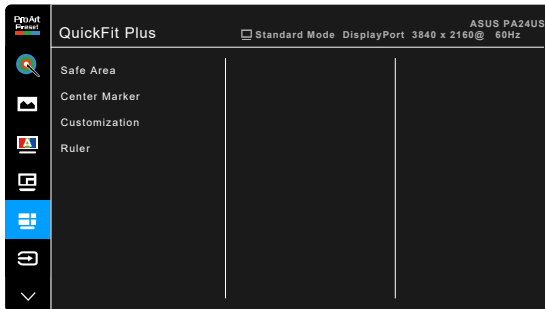 ProArt
Preset
QuickFit Plus
ASUS PA24US
Standard Mode DisplayPort 3840 x 2160@ 60Hz
Safe Area
Center Marker
Customization
Ruler
A